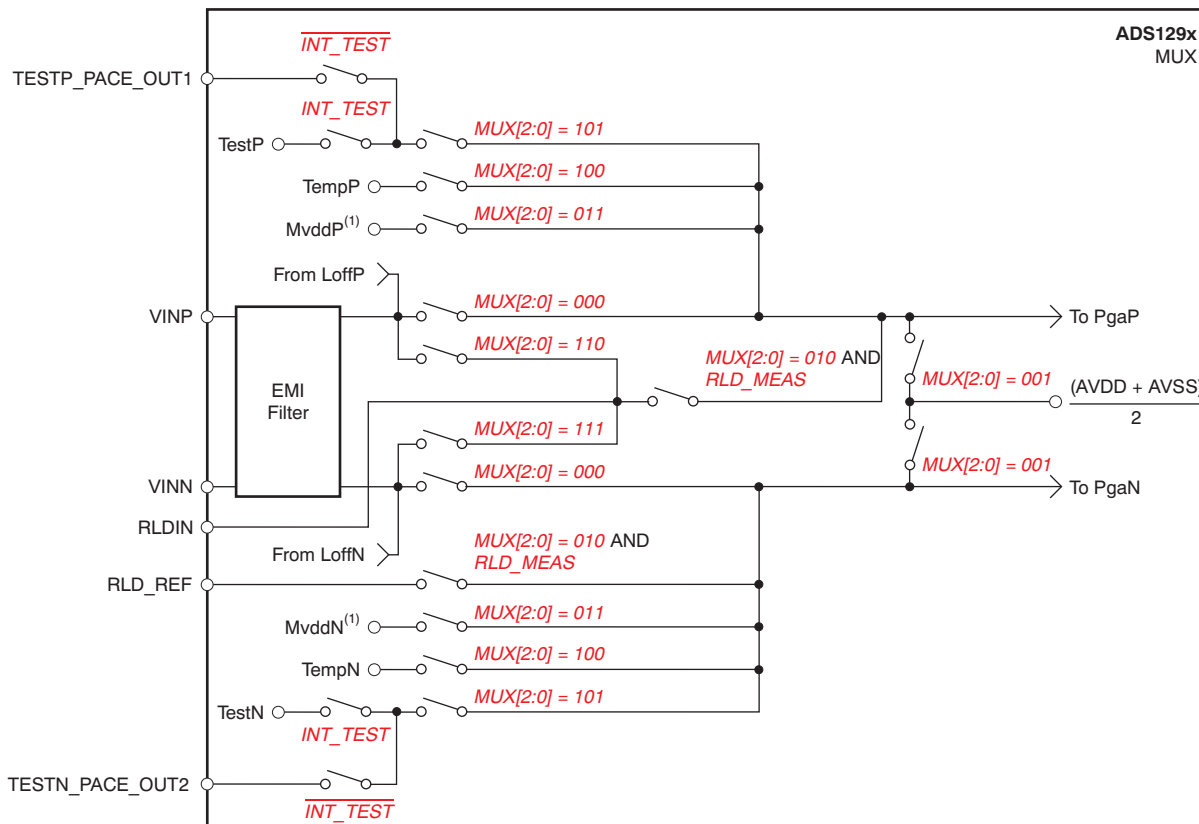 ADS129x
MUX
INT_TEST
TESTP_PACE_OUT1
INT_TEST
MUX[2:0] = 101
TestP
MUX[2:0] = 100
TempP
MUX[2:0] = 011
MvddP(1)
From LoffP
MUX[2:0] = 000
VINP
To PgaP
MUX[2:0] = 110
MUX[2:0] = 010 AND
RLD_MEAS
MUX[2:0] = 001
(AVDD + AVSS)
2
EMI
Filter
MUX[2:0] = 111
MUX[2:0] = 000
MUX[2:0] = 001
VINN
To PgaN
RLDIN
From LoffN
MUX[2:0] = 010 AND
RLD_MEAS
RLD_REF
MUX[2:0] = 011
MvddN(1)
MUX[2:0] = 100
TempN
MUX[2:0] = 101
TestN
INT_TEST
TESTN_PACE_OUT2
INT_TEST